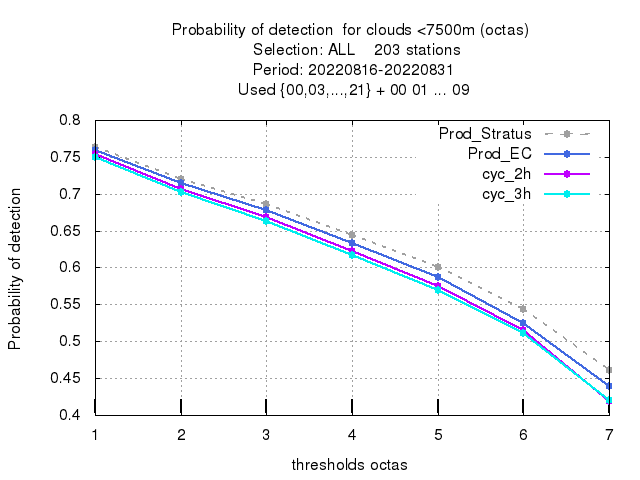 Probability of detection  for clouds <7500m (octas)
Selection: ALL    203 stations
Period: 20220816-20220831
Used {00,03,...,21} + 00 01 ... 09
Prod_Stratus
Prod_EC
cyc_2h
cyc_3h
Probability of detection
0.8
0.75
0.7
0.65
0.6
0.55
0.5
0.45
0.4
1 2 3 4 5 6 7
thresholds octas